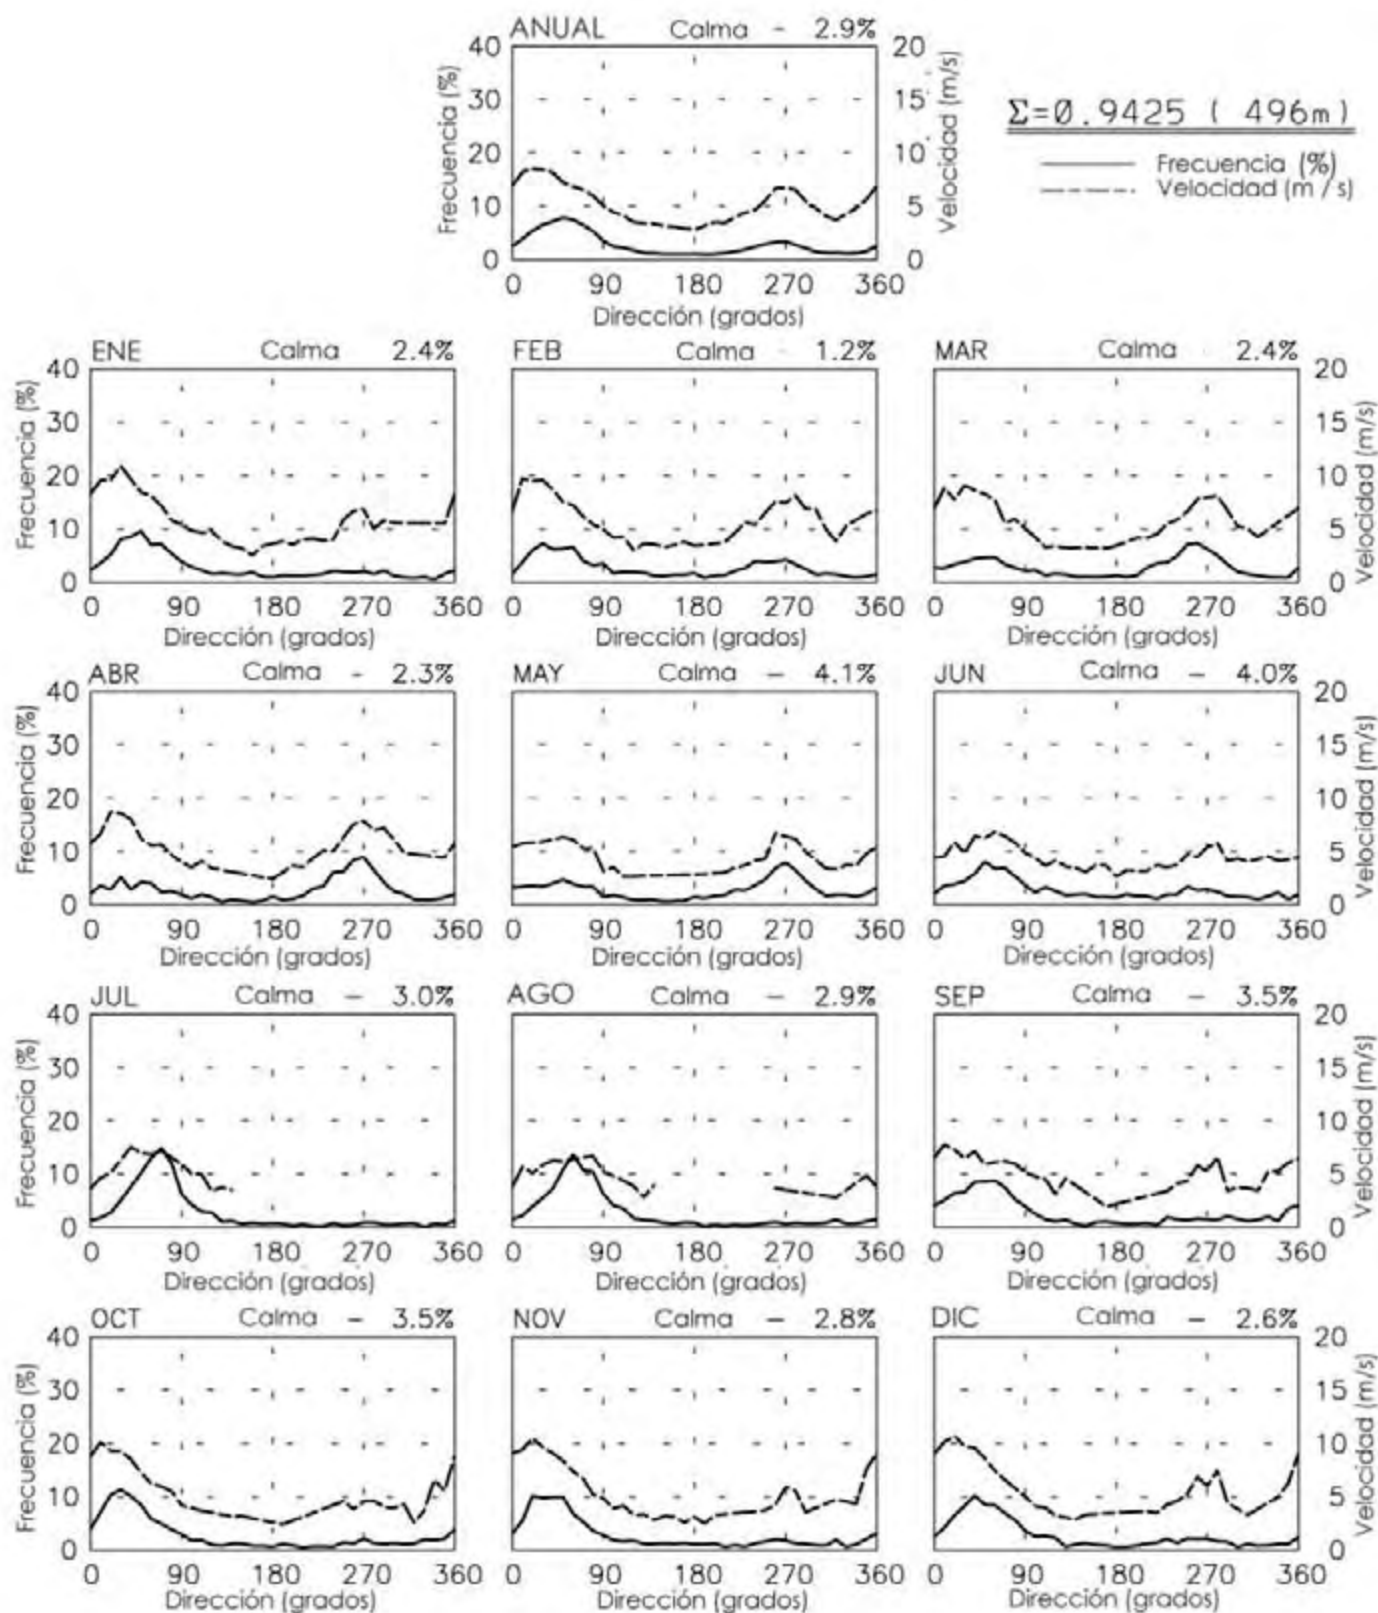 ANUAL Calma - 2.9%
40 20
30 15
20 10
10 5
0 0
Frecuencia (%)
Velocidad (m/s)
0 90 180 270 360
Dirección (grados)
Σ=0.9425 ( 496m)
Frecuencia (%)
Velocidad (m/s)
ENE Calma 2.4% FEB Calma - 1.2% MAR Calma - 2.4%
40 20
30 15
20 10
10 5
0 0
Frecuencia (%)
Velocidad (m/s)
0 90 180 270 360 0 90 180 270 360 0 90 180 270 360
Dirección (grados) Dirección (grados) Dirección (grados)
ABR Calma - 2.3% MAY Calma - 4.1% JUN Calma - 4.0%
40 20
30 15
20 10
10 5
0 0
Frecuencia (%)
Velocidad (m/s)
0 90 180 270 360 0 90 180 270 360 0 90 180 270 360
Dirección (grados) Dirección (grados) Dirección (grados)
JUL Calma - 3.0% AGO Calma - 2.9% SEP Calma - 3.5%
40 20
30 15
20 10
10 5
0 0
Frecuencia (%)
Velocidad (m/s)
0 90 180 270 360 0 90 180 270 360 0 90 180 270 360
Dirección (grados) Dirección (grados) Dirección (grados)
OCT Calma - 3.5% NOV Calma - 2.8% DIC Calma - 2.6%
40 20
30 15
20 10
10 5
0 0
Frecuencia (%)
Velocidad (m/s)
0 90 180 270 360 0 90 180 270 360 0 90 180 270 360
Dirección (grados) Dirección (grados) Dirección (grados)